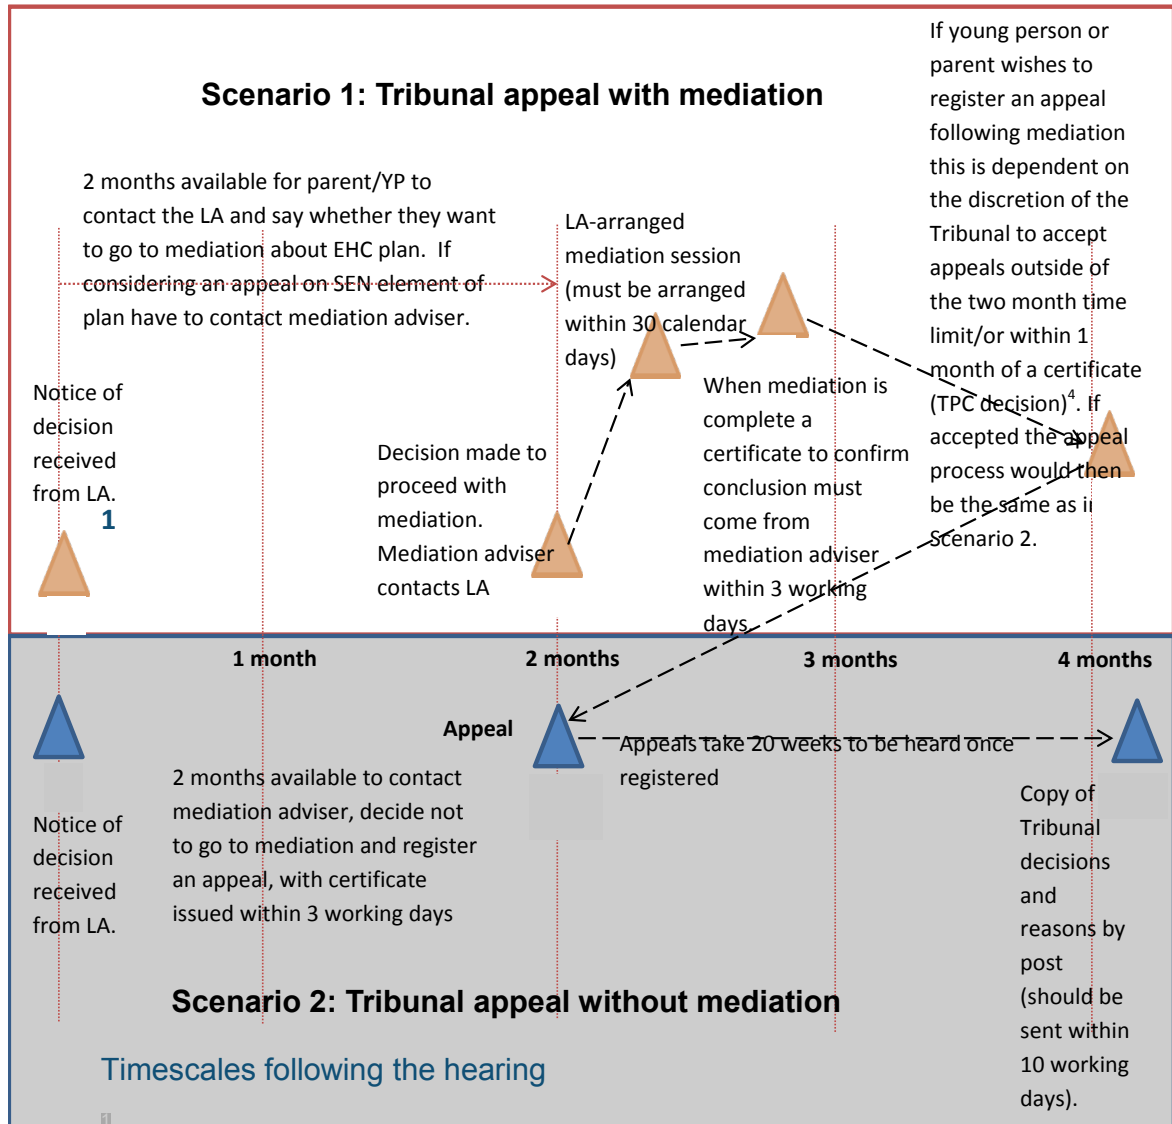 Scenario 1: Tribunal appeal with mediation
2 months available for parent/YP to
contact the LA and say whether they want
to go to mediation about EHC plan.  If
considering an appeal on SEN element of
plan have to contact mediation adviser.
Notice of
decision
received
from LA.
1
Decision made to
proceed with
mediation.
Mediation adviser
contacts LA
LA-arranged
mediation session
(must be arranged
within 30 calendar
days)
When mediation is
complete a
certificate to confirm
conclusion must
come from
mediation adviser
within 3 working
days.
If young person or
parent wishes to
register an appeal
following mediation
this is dependent on
the discretion of the
Tribunal to accept
appeals outside of
the two month time
limit/or within 1
month of a certificate
(TPC decision)⁴. If
accepted the appeal
process would then
be the same as in
Scenario 2.
1 month
2 months
3 months
4 months
Appeal
Appeals take 20 weeks to be heard once
registered
Notice of
decision
received
from LA.
2 months available to contact
mediation adviser, decide not
to go to mediation and register
an appeal, with certificate
issued within 3 working days
Copy of
Tribunal
decisions
and
reasons by
post
(should be
sent within
10 working
days).
Scenario 2: Tribunal appeal without mediation
Timescales following the hearing
1